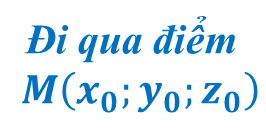 Đi qua điểm
M(x₀; y₀; z₀)